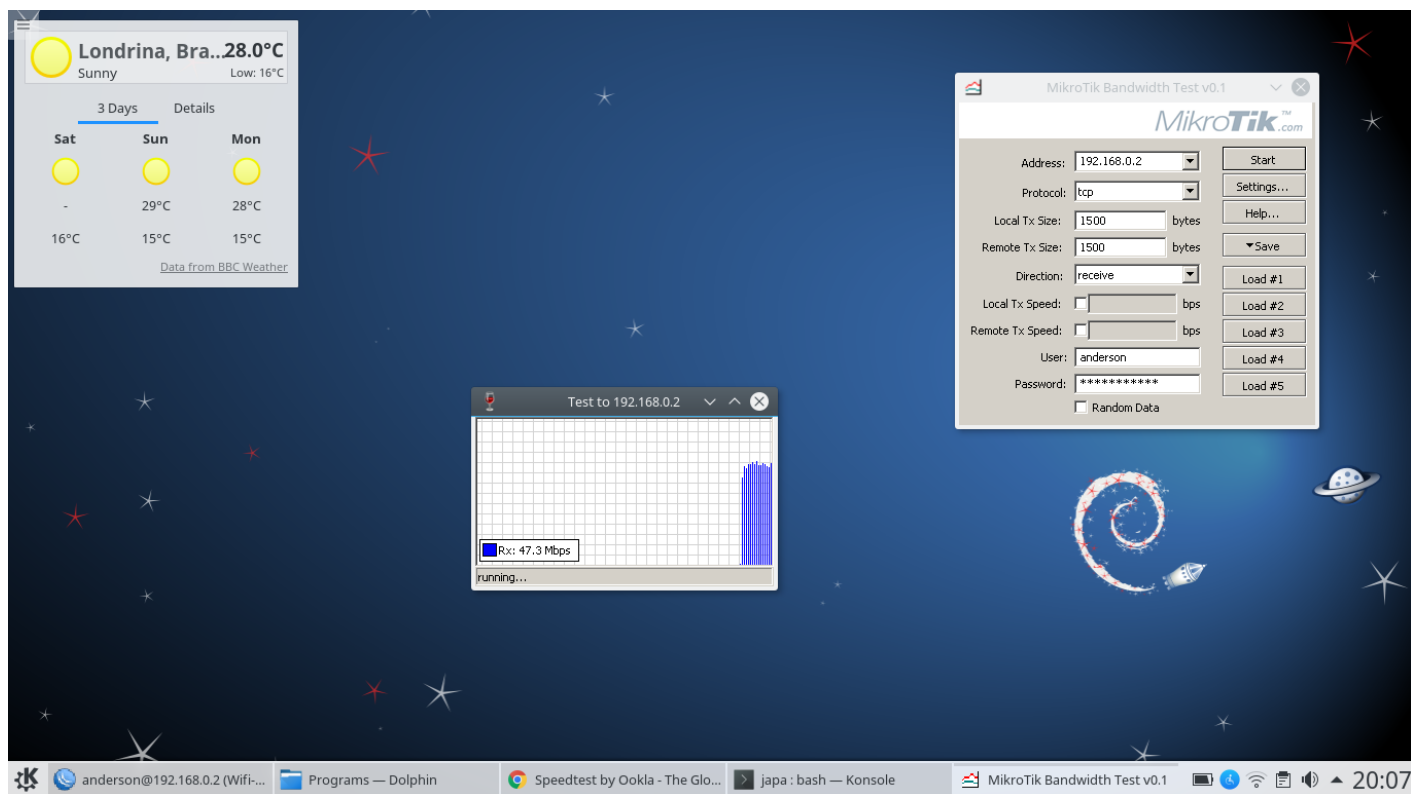 Londrina, Bra...28.0°C
Sunny Low: 16°C
3 Days Details
Sat Sun Mon
- 29°C 28°C
16°C 15°C 15°C
Data from BBC Weather
MikroTik Bandwidth Test v0.1
MikroTik.com™
Address: 192.168.0.2 Start
Protocol: tcp Settings...
Local Tx Size: 1500 bytes Help...
Remote Tx Size: 1500 bytes Save
Direction: receive Load #1
Local Tx Speed: bps Load #2
Remote Tx Speed: bps Load #3
User: anderson Load #4
Password: *********** Load #5
Random Data
Test to 192.168.0.2
Rx: 47.3 Mbps
running...
anderson@192.168.0.2 (Wifi-... Programs — Dolphin Speedtest by Ookla - The Glo... japa : bash — Konsole MikroTik Bandwidth Test v0.1 20:07